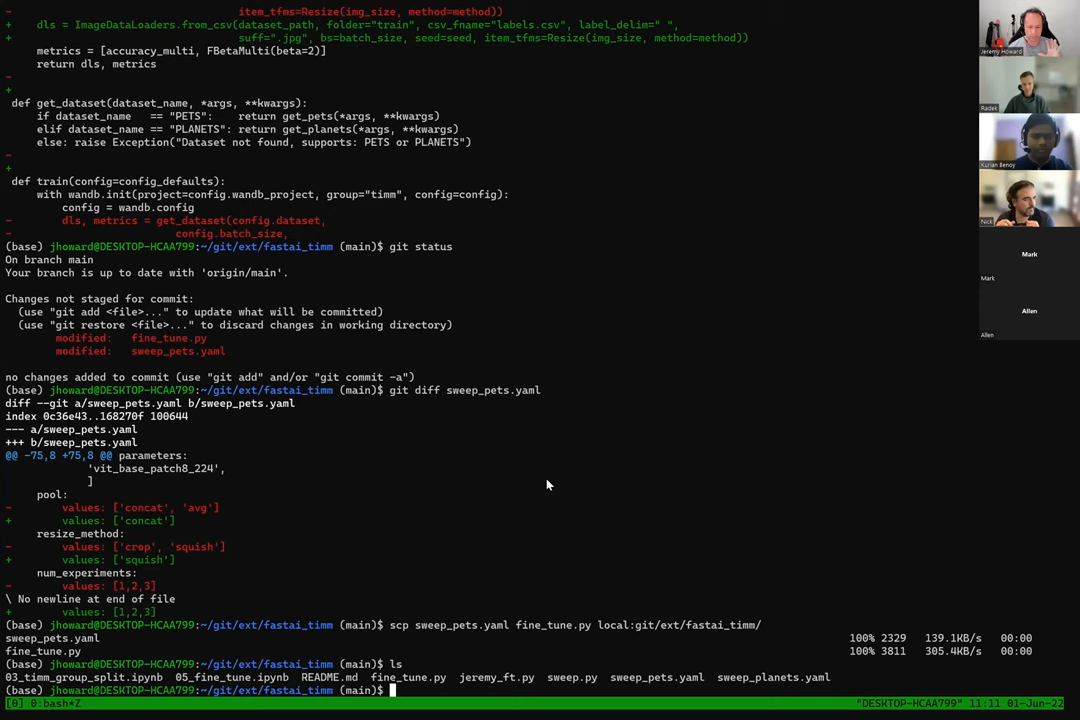 -                                        item_tfms=Resize(img_size, method=method))
+    dls = ImageDataLoaders.from_csv(dataset_path, folder="train", csv_fname="labels.csv", label_delim=" ",
+                                        suff=".jpg", bs=batch_size, seed=seed, item_tfms=Resize(img_size, method=method))
     metrics = [accuracy_multi, FBetaMulti(beta=2)]
     return dls, metrics
-
+
 def get_dataset(dataset_name, *args, **kwargs):
     if dataset_name   == "PETS":    return get_pets(*args, **kwargs)
     elif dataset_name == "PLANETS": return get_planets(*args, **kwargs)
     else: raise Exception("Dataset not found, supports: PETS or PLANETS")
-
+
 def train(config=config_defaults):
     with wandb.init(project=config.wandb_project, group="timm", config=config):
         config = wandb.config
-        dls, metrics = get_dataset(config.dataset,
-                             config.batch_size,
(base) jhoward@DESKTOP-HCAA799:~/git/ext/fastai_timm (main)$ git status
On branch main
Your branch is up to date with 'origin/main'.

Changes not staged for commit:
  (use "git add <file>..." to update what will be committed)
  (use "git restore <file>..." to discard changes in working directory)
        modified:   fine_tune.py
        modified:   sweep_pets.yaml

no changes added to commit (use "git add" and/or "git commit -a")
(base) jhoward@DESKTOP-HCAA799:~/git/ext/fastai_timm (main)$ git diff sweep_pets.yaml
diff --git a/sweep_pets.yaml b/sweep_pets.yaml
index 0c36e43..168270f 100644
--- a/sweep_pets.yaml
+++ b/sweep_pets.yaml
@@ -75,8 +75,8 @@ parameters:
             'vit_base_patch8_224',
             ]
     pool:
-        values: ['concat', 'avg']
+        values: ['concat']
     resize_method:
-        values: ['crop', 'squish']
+        values: ['squish']
     num_experiments:
-        values: [1,2,3]
\ No newline at end of file
+        values: [1,2,3]
(base) jhoward@DESKTOP-HCAA799:~/git/ext/fastai_timm (main)$ scp sweep_pets.yaml fine_tune.py local:git/ext/fastai_timm/
sweep_pets.yaml                                  100% 2329   139.1KB/s   00:00
fine_tune.py                                     100% 3811   305.4KB/s   00:00
(base) jhoward@DESKTOP-HCAA799:~/git/ext/fastai_timm (main)$ ls
03_timm_group_split.ipynb  05_fine_tune.ipynb  README.md  fine_tune.py  jeremy_ft.py  sweep.py  sweep_pets.yaml  sweep_planets.yaml
(base) jhoward@DESKTOP-HCAA799:~/git/ext/fastai_timm (main)$
[0] 0:bash*Z                                     "DESKTOP-HCAA799" 11:11 01-Jun-22
Jeremy Howard
Radek
Kurian Benoy
Nick
Mark
Mark
Allen
Allen